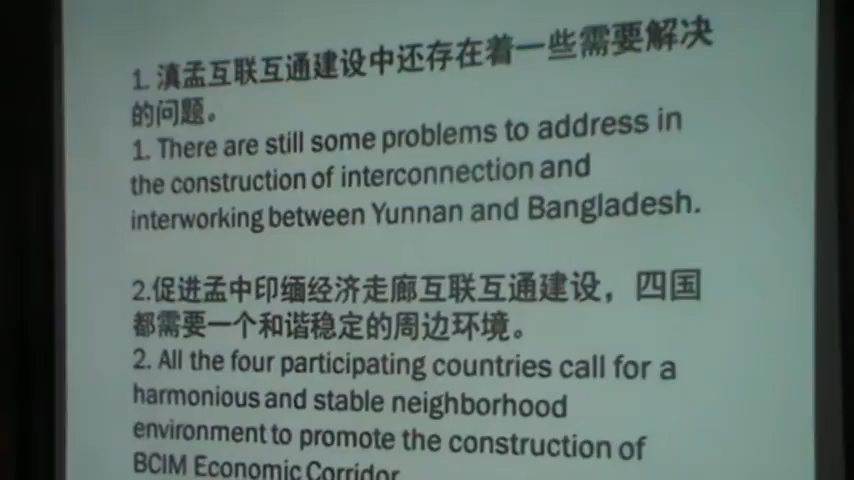 1. 滇孟互联互通建设中还存在着一些需要解决
的问题。
1. There are still some problems to address in
the construction of interconnection and
interworking between Yunnan and Bangladesh.
2.促进孟中印缅经济走廊互联互通建设，四国
都需要一个和谐稳定的周边环境。
2. All the four participating countries call for a
harmonious and stable neighborhood
environment to promote the construction of
BCIM Economic Corridor